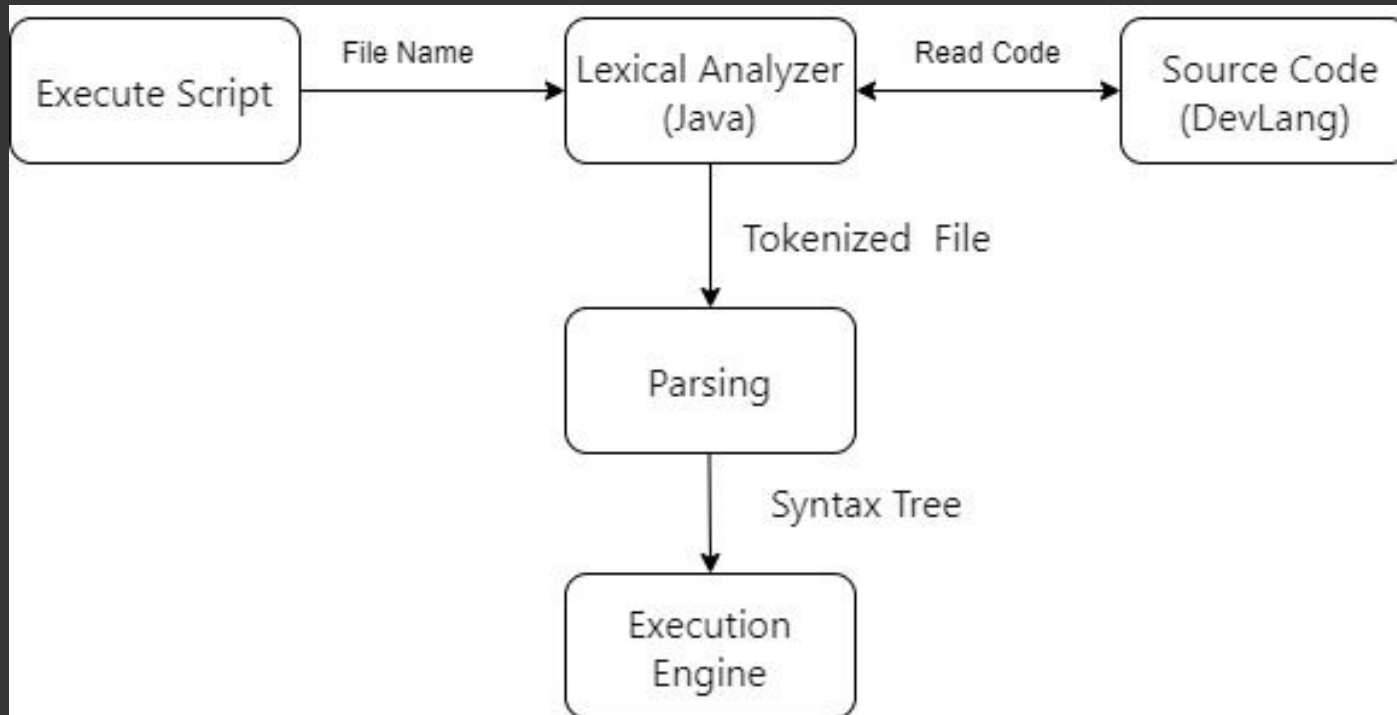 Execute Script
File Name
Lexical Analyzer
(Java)
Read Code
Source Code
(DevLang)
Tokenized File
Parsing
Syntax Tree
Execution
Engine